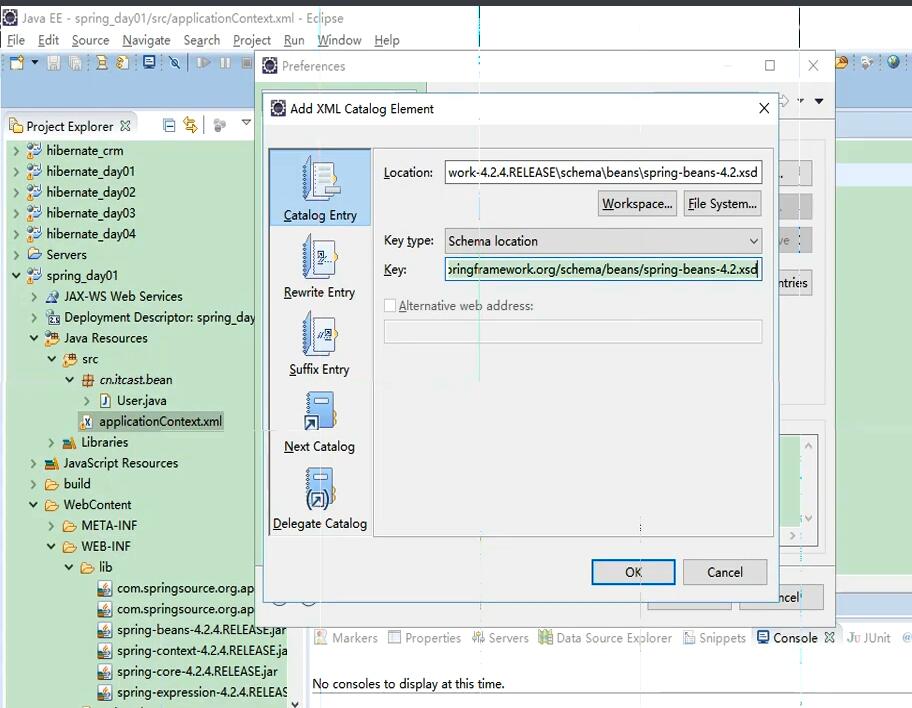 Java EE - spring_day01/src/applicationContext.xml - Eclipse
File Edit Source Navigate Search Project Run Window Help
Preferences
Add XML Catalog Element
Project Explorer
hibernate_crm
hibernate_day01
hibernate_day02
hibernate_day03
hibernate_day04
Servers
spring_day01
JAX-WS Web Services
Deployment Descriptor: spring_day
Java Resources
src
cn.itcast.bean
User.java
applicationContext.xml
Libraries
JavaScript Resources
build
WebContent
META-INF
WEB-INF
lib
com.springsource.org.ap
com.springsource.org.ap
spring-beans-4.2.4.RELEASE.jar
spring-context-4.2.4.RELEASE.ja
spring-core-4.2.4.RELEASE.jar
spring-expression-4.2.4.RELEAS
Catalog Entry
Rewrite Entry
Suffix Entry
Next Catalog
Delegate Catalog
Location: work-4.2.4.RELEASE\schema\beans\spring-beans-4.2.xsd
Workspace... File System...
Key type: Schema location
Key: ringframework.org/schema/beans/spring-beans-4.2.xsd
Alternative web address:
OK Cancel
ve
ntries
ncel
Markers Properties Servers Data Source Explorer Snippets Console JUnit
No consoles to display at this time.